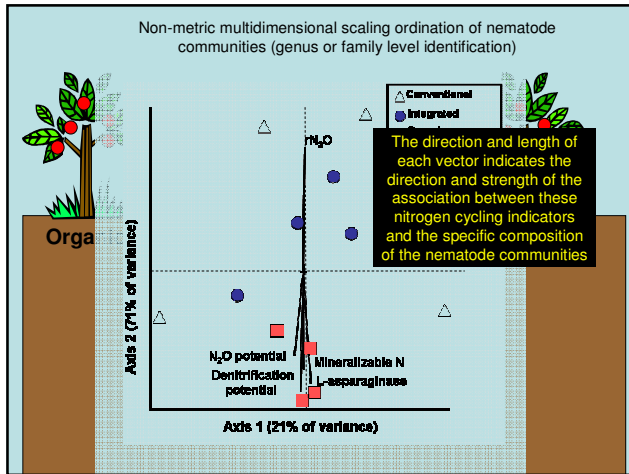 Non-metric multidimensional scaling ordination of nematode
communities (genus or family level identification)
Conventional
Integrated
rN₂O
The direction and length of
each vector indicates the
direction and strength of the
association between these
nitrogen cycling indicators
and the specific composition
of the nematode communities
Orga
Axis 2 (71% of variance)
N₂O potential
Mineralizable N
Denitrification
potential
L-asparaginase
Axis 1 (21% of variance)